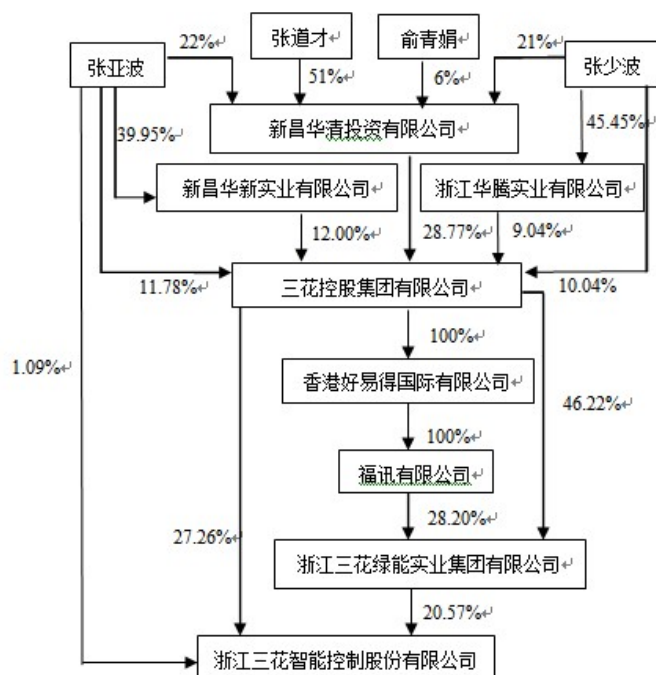 张道才
俞青娟
22%
21%
张亚波
张少波
51%
6%
新昌华清投资有限公司
39.95%
45.45%
新昌华新实业有限公司
浙江华腾实业有限公司
12.00%
28.77%
9.04%
三花控股集团有限公司
11.78%
10.04%
100%
1.09%
香港好易得国际有限公司
46.22%
100%
福讯有限公司
28.20%
27.26%
浙江三花绿能实业集团有限公司
20.57%
浙江三花智能控制股份有限公司